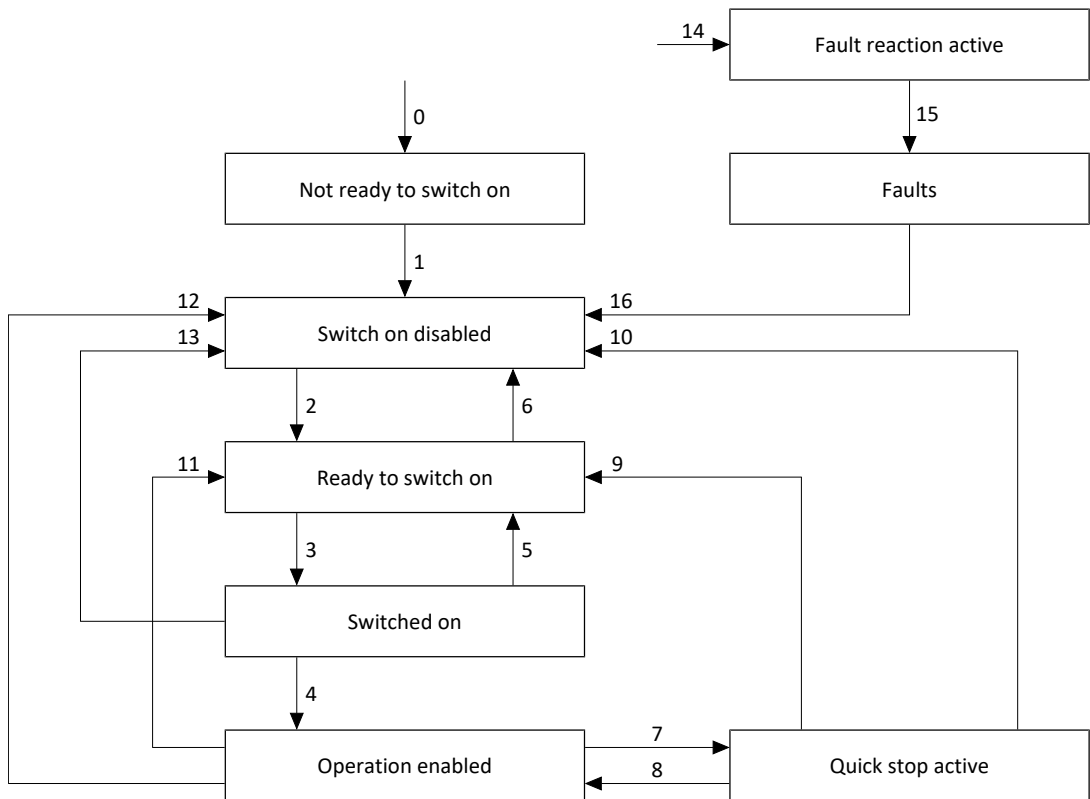 14
Fault reaction active
0
15
Not ready to switch on
Faults
1
12
16
Switch on disabled
13
10
2
6
11
Ready to switch on
9
3
5
Switched on
4
Operation enabled
7
8
Quick stop active